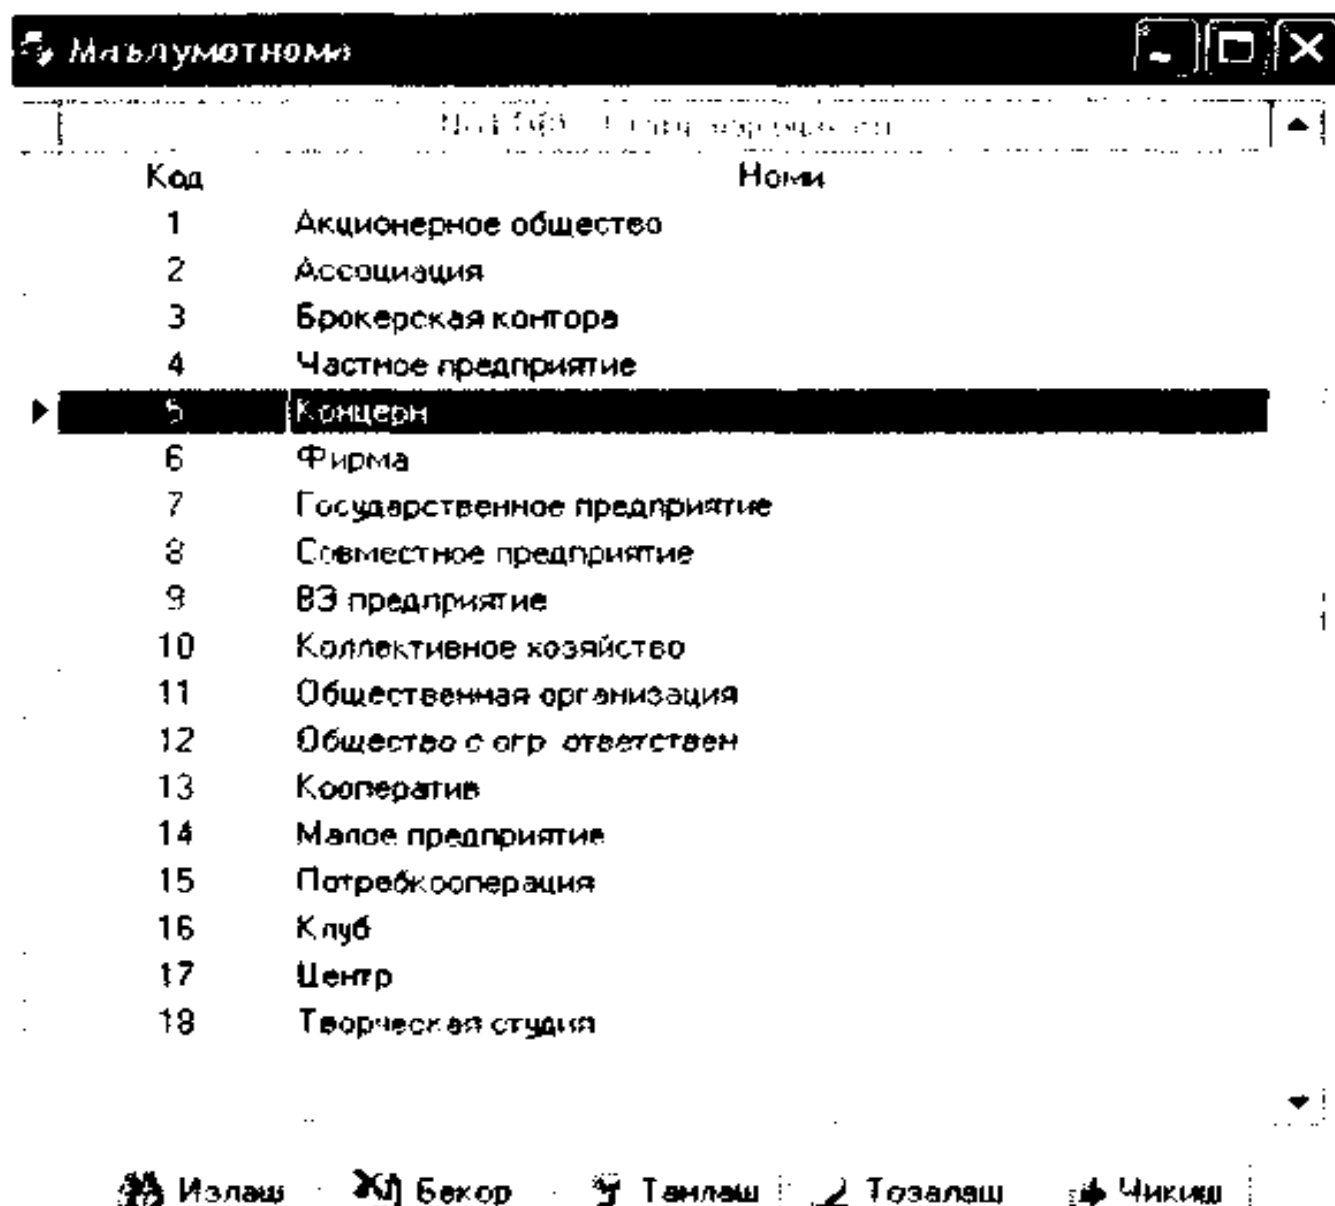 Маълумотнома
Код Номи
1 Акционерное общество
2 Ассоциация
3 Брокерская контора
4 Частное предприятие
5 Концерн
6 Фирма
7 Государственное предприятие
8 Совместное предприятие
9 ВЭ предприятие
10 Коллективное хозяйство
11 Общественная организация
12 Общество с огр ответствен
13 Кооператив
14 Малое предприятие
15 Потребкооперация
16 Клуб
17 Центр
18 Творческая студия
Излаш Бекор Танлаш Тозалаш Чикиш